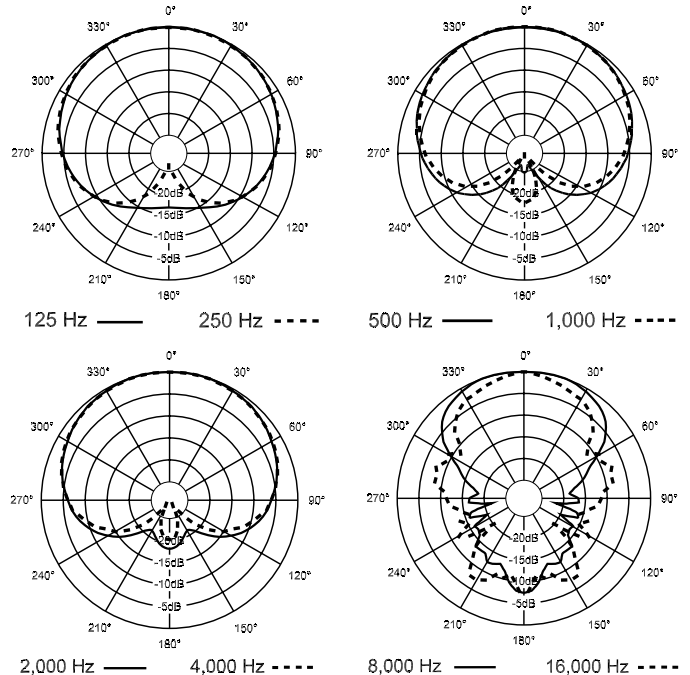 0° 0°
330° 30° 330° 30°
300° 60° 300° 60°
270° 90° 270° 90°
-20dB -20dB
-15dB -15dB
240° 120° 240° 120°
-10dB -10dB
-5dB -5dB
210° 150° 210° 150°
180° 180°
125 Hz 250 Hz 500 Hz 1,000 Hz
0° 0°
330° 30° 330° 30°
300° 60° 300° 60°
270° 90° 270° 90°
-20dB -20dB
-15dB -15dB
240° 120° 240° 120°
-10dB -10dB
-5dB -5dB
210° 150° 210° 150°
180° 180°
2,000 Hz 4,000 Hz 8,000 Hz 16,000 Hz